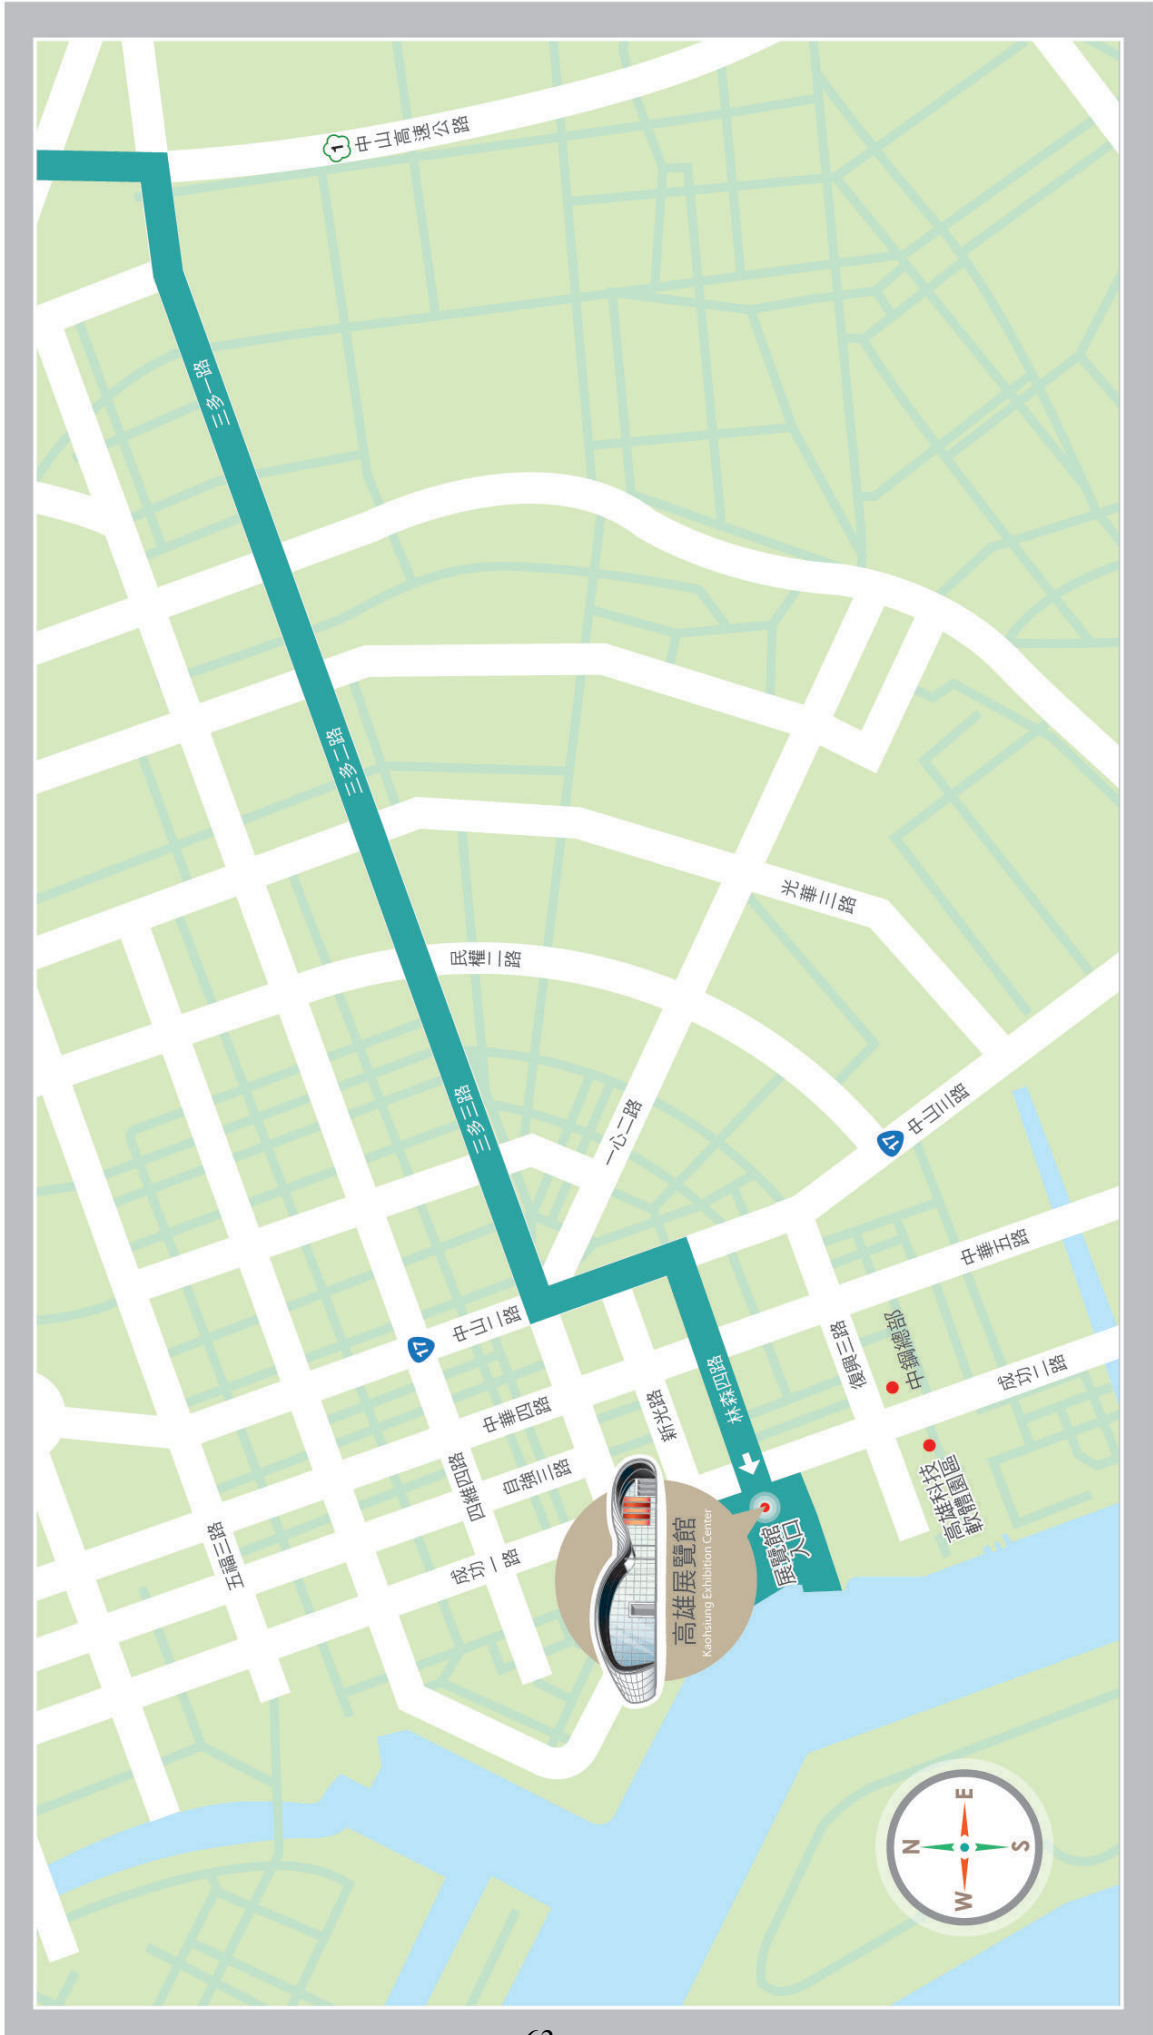 1
中山高速公路
三多一路
三多二路
光華三路
民權二路
三多三路
一心二路
17
中山三路
中華五路
17
中山二路
中華四路
自強三路
四維四路
新光路
林森四路
復興三路
中鋼總部
成功二路
高雄科技
軟體園區
展覽館
入口
高雄展覽館
Kaohsiung Exhibition Center
成功一路
五福三路
N
E
W
S